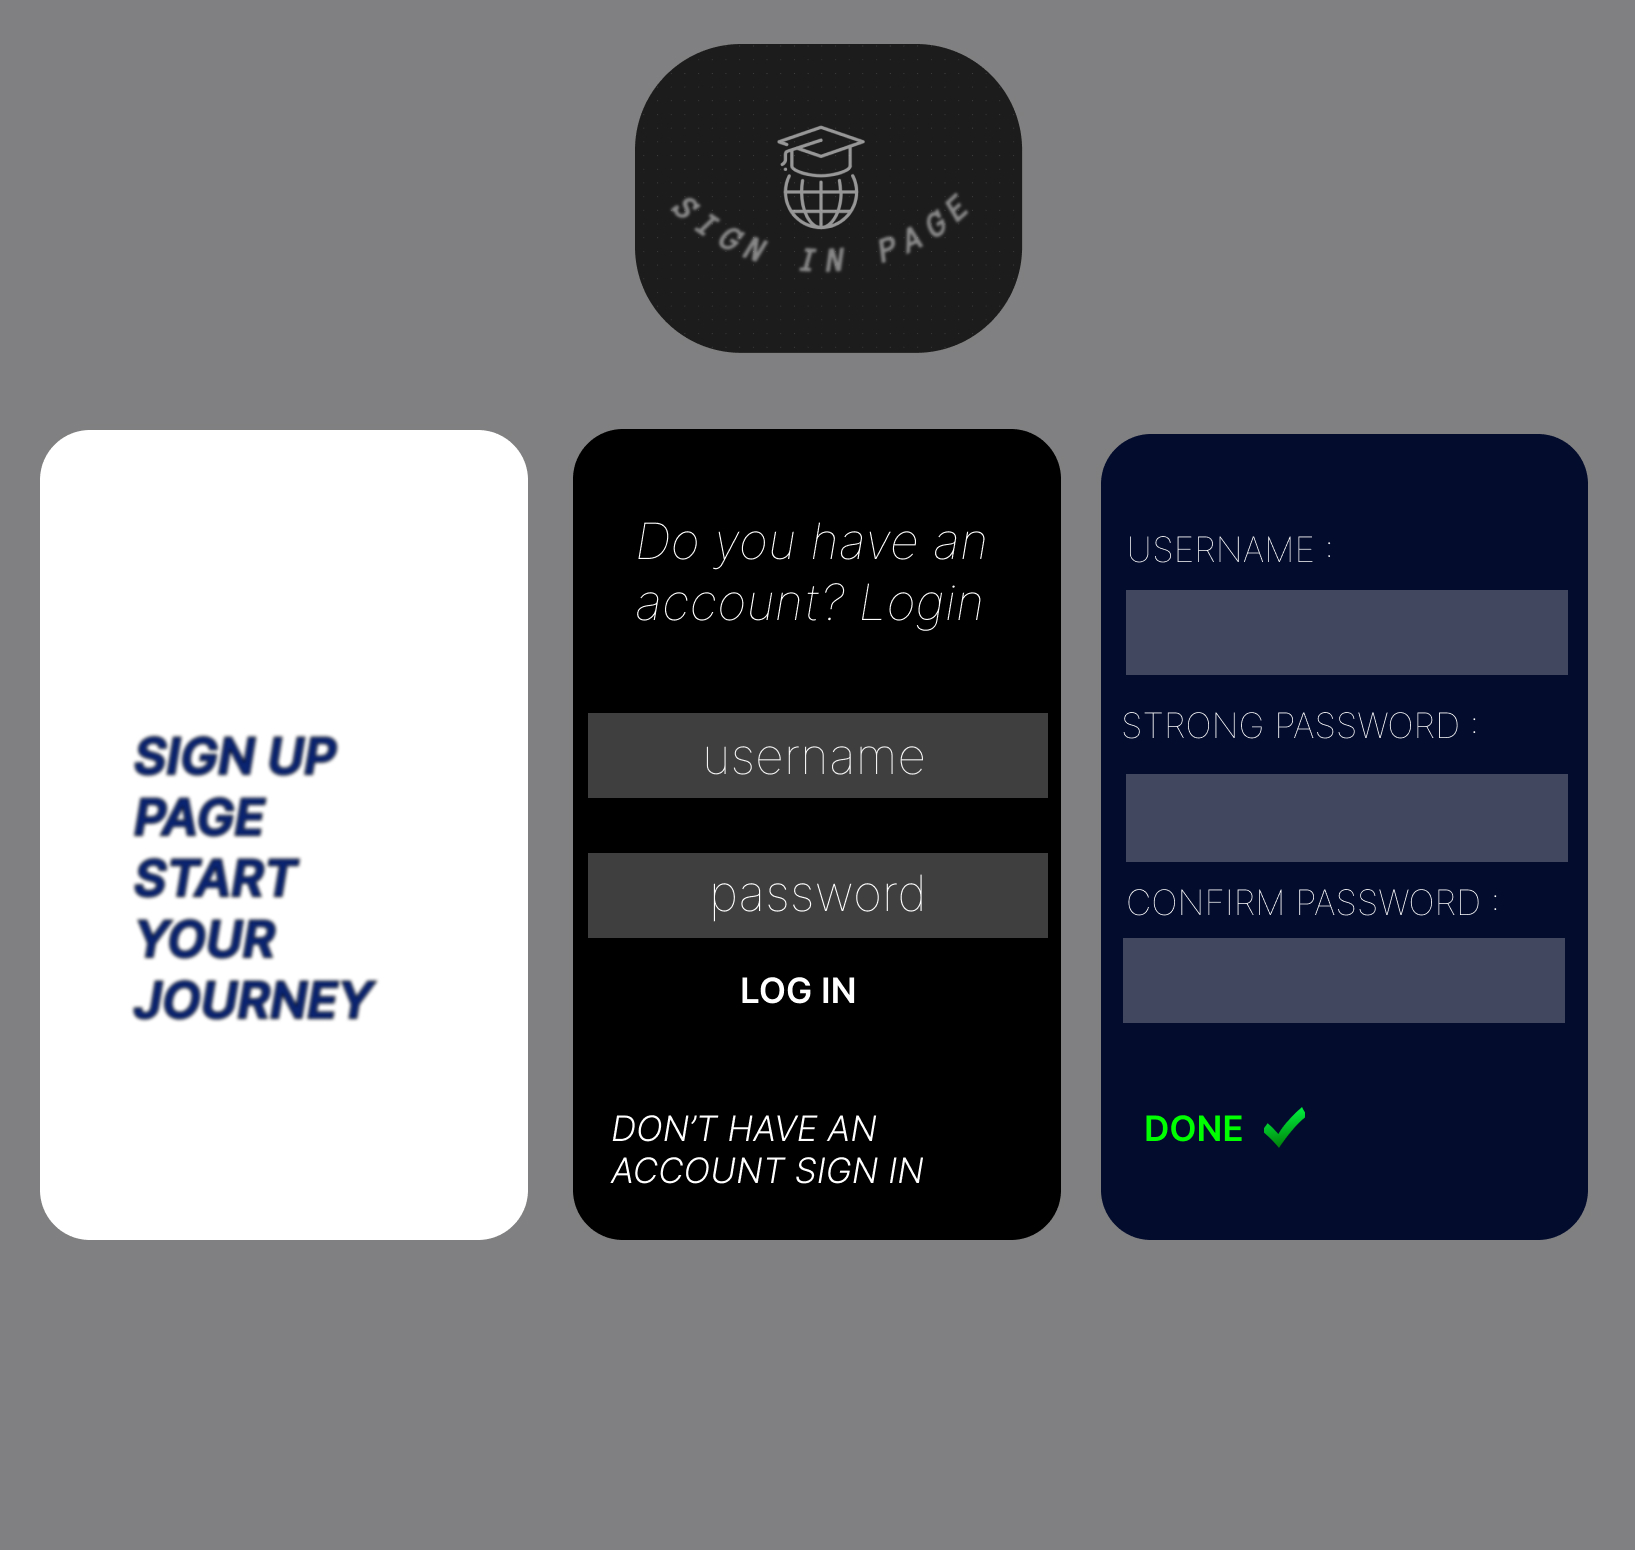 SIGN IN PAGE
SIGN UP
PAGE
START
YOUR
JOURNEY
Do you have an
account? Login
username
password
LOG IN
DON’T HAVE AN
ACCOUNT SIGN IN
USERNAME :
STRONG PASSWORD :
CONFIRM PASSWORD :
DONE